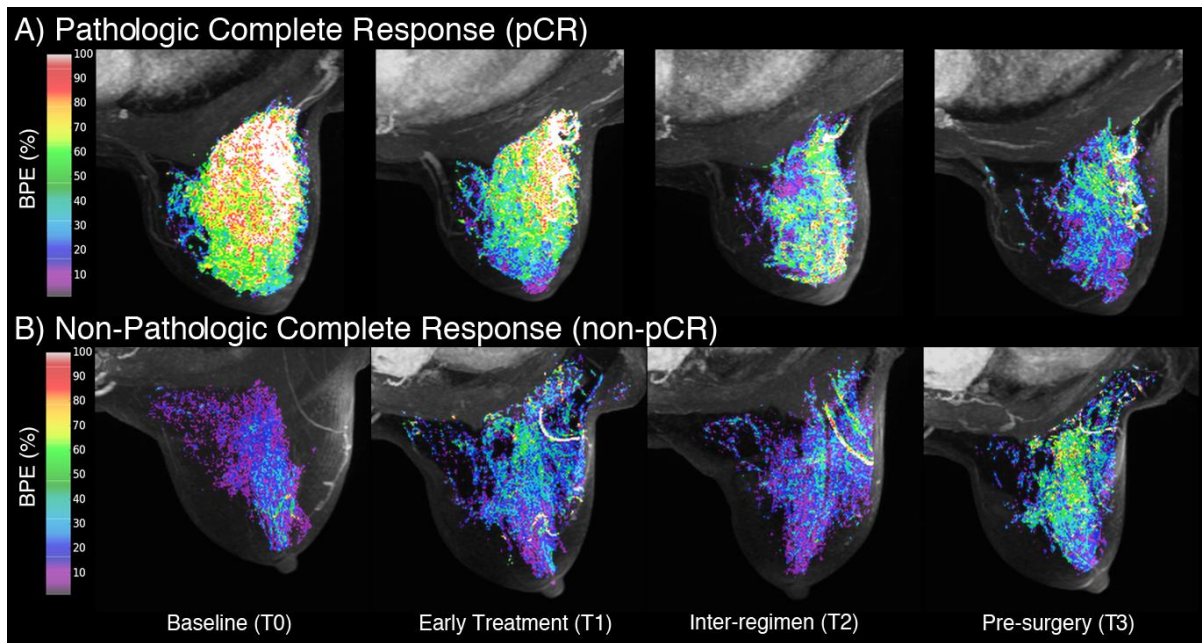 A) Pathologic Complete Response (pCR)
BPE (%)
100
90
80
70
60
50
40
30
20
10
B) Non-Pathologic Complete Response (non-pCR)
BPE (%)
100
90
80
70
60
50
40
30
20
10
Baseline (T0)
Early Treatment (T1)
Inter-regimen (T2)
Pre-surgery (T3)